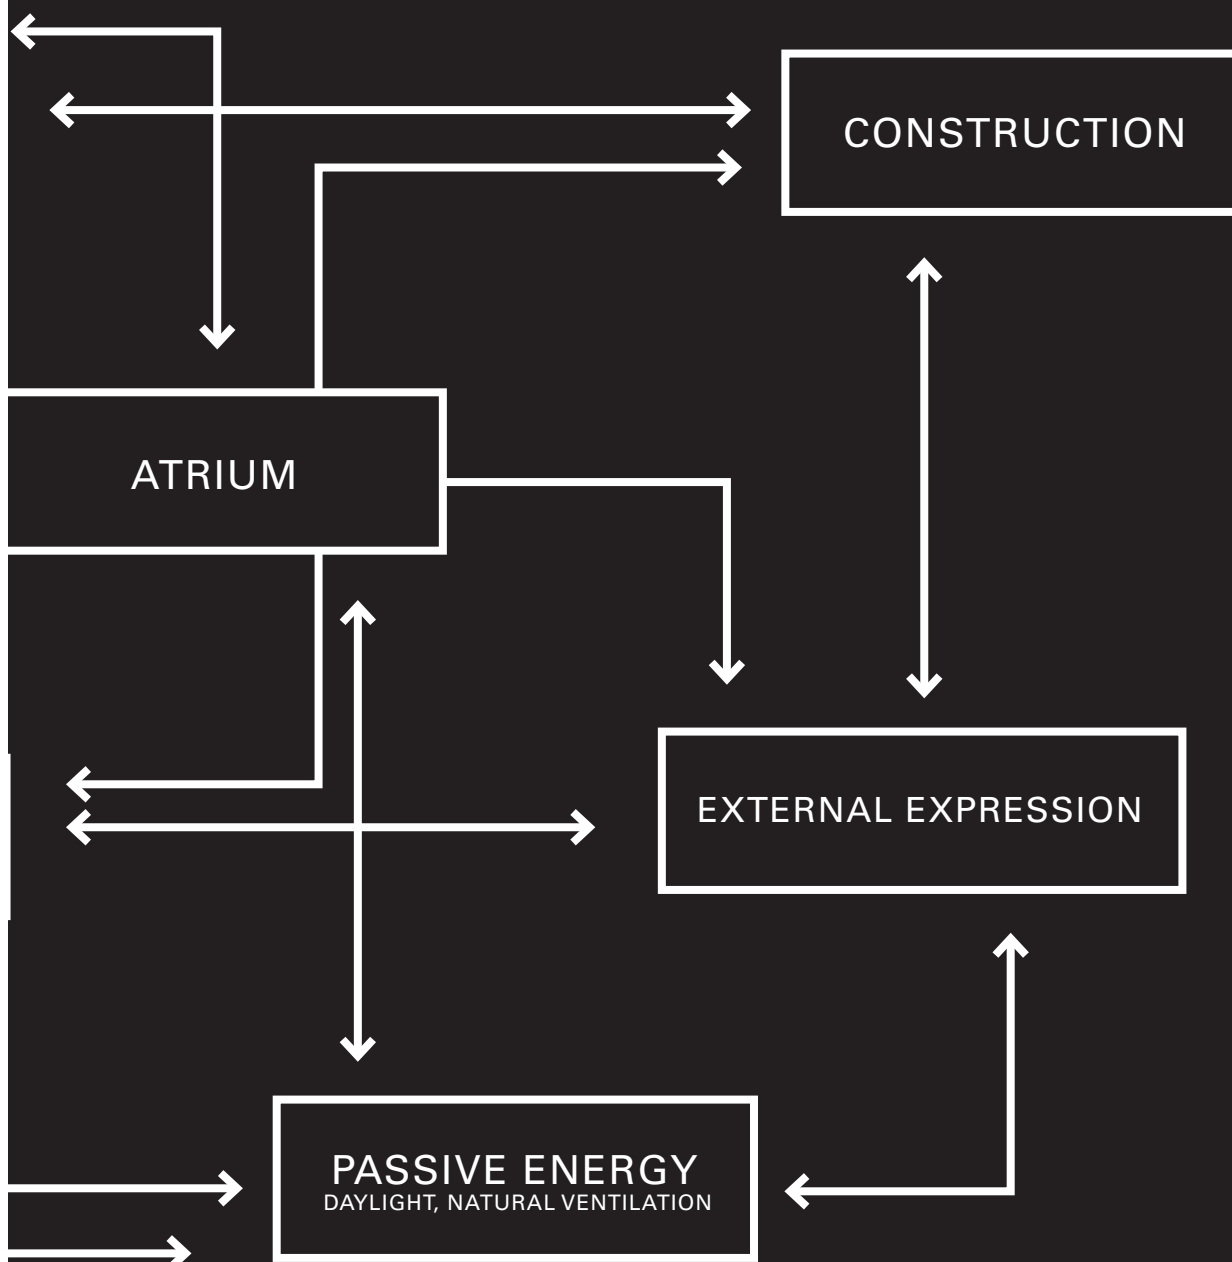 CONSTRUCTION
ATRIUM
EXTERNAL EXPRESSION
PASSIVE ENERGY
DAYLIGHT, NATURAL VENTILATION